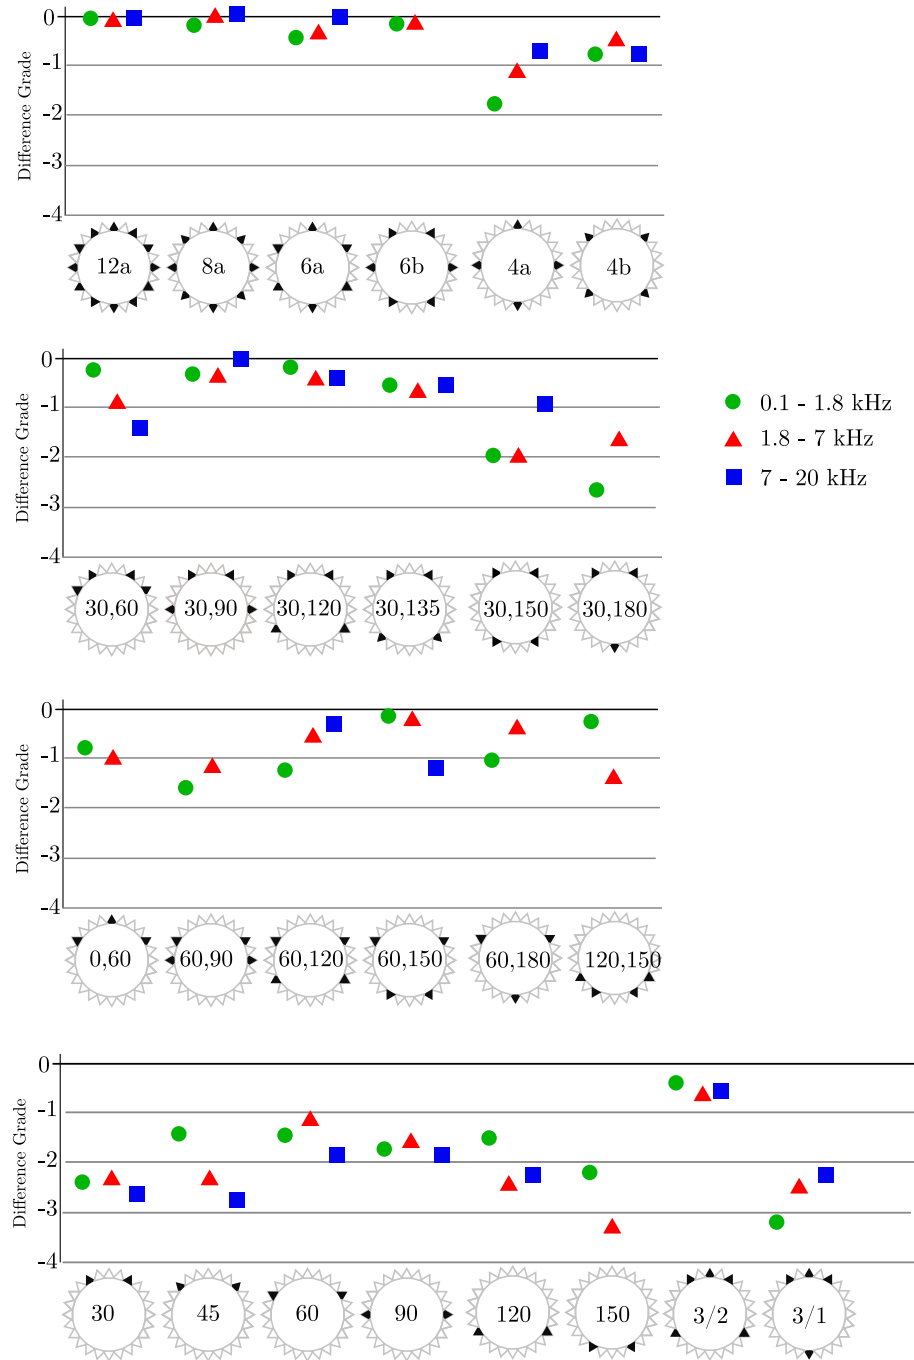 0
-1
-2
-3
-4
Difference Grade
12a 8a 6a 6b 4a 4b
0
-1
-2
-3
-4
Difference Grade
30,60 30,90 30,120 30,135 30,150 30,180
0.1 - 1.8 kHz
1.8 - 7 kHz
7 - 20 kHz
0
-1
-2
-3
-4
Difference Grade
0,60 60,90 60,120 60,150 60,180 120,150
0
-1
-2
-3
-4
Difference Grade
30 45 60 90 120 150 3/2 3/1